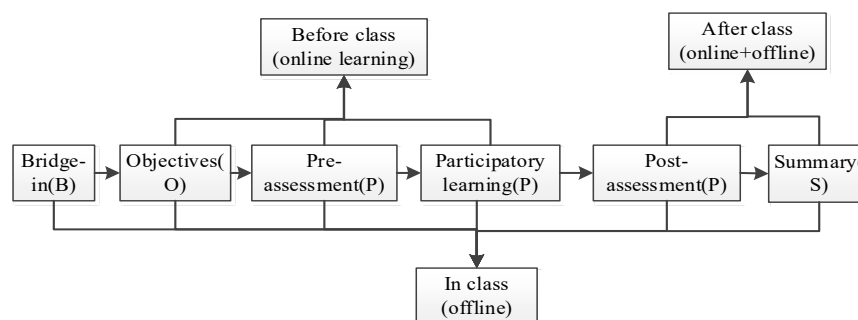 Before class
(online learning)
After class
(online+offline)
Bridge-
in(B)
Objectives(
O)
Pre-
assessment(P)
Participatory
learning(P)
Post-
assessment(P)
Summary(
S)
In class
(offline)